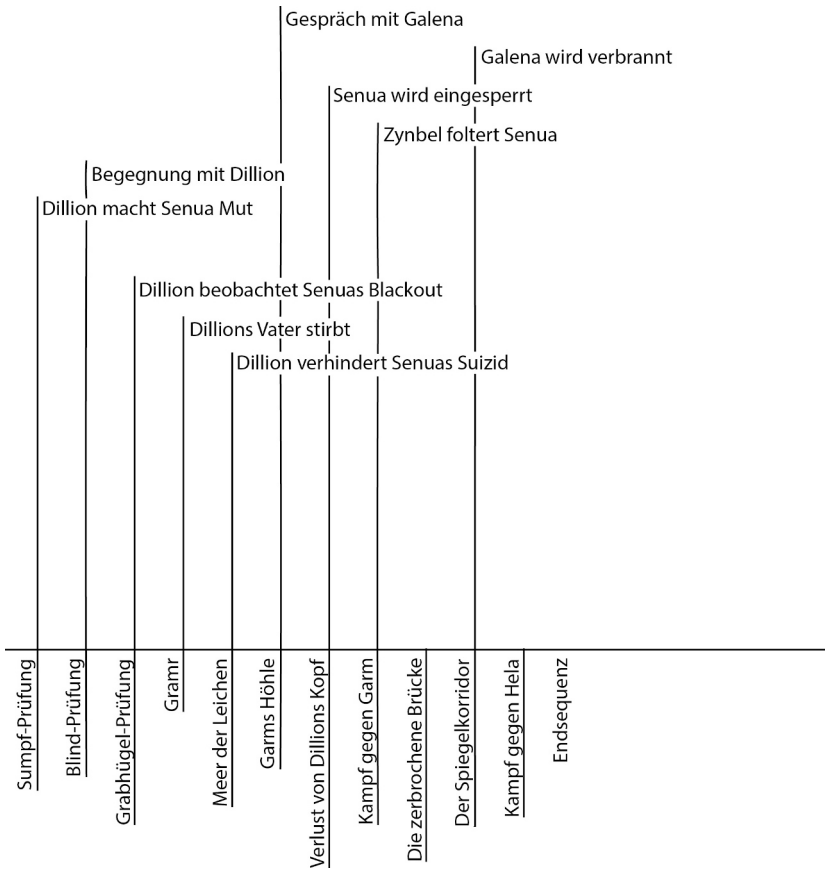 Gespräch mit Galena
Galena wird verbrannt
Senua wird eingesperrt
Zynbel foltert Senua
Begegnung mit Dillion
Dillion macht Senua Mut
Dillion beobachtet Senuas Blackout
Dillions Vater stirbt
Dillion verhindert Senuas Suizid
Sumpf-Prüfung
Blind-Prüfung
Grabhügel-Prüfung
Gramr
Meer der Leichen
Garms Höhle
Verlust von Dillions Kopf
Kampf gegen Garm
Die zerbrochene Brücke
Der Spiegelkorridor
Kampf gegen Hela
Endsequenz